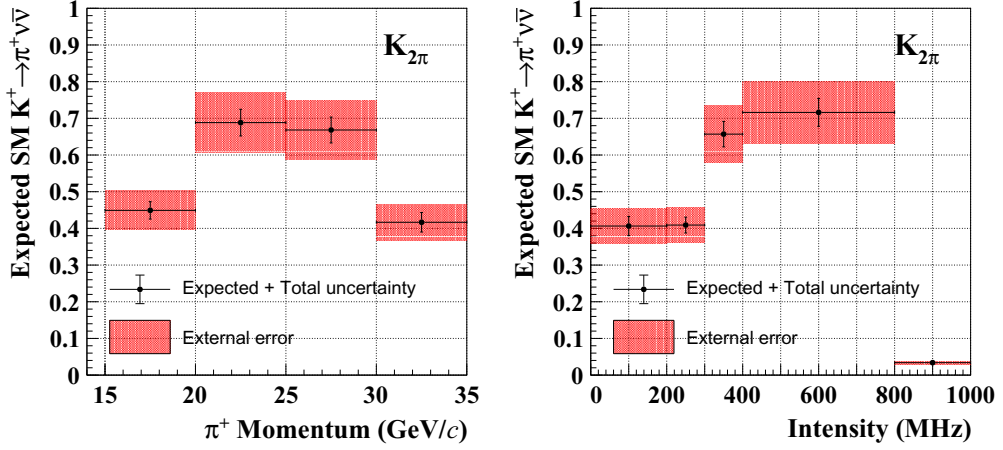 Expected SM K⁺→π⁺νν̄
1
0.9
0.8
0.7
0.6
0.5
0.4
0.3
0.2
0.1
0
K₂π
Expected + Total uncertainty
External error
15 20 25 30 35
π⁺ Momentum (GeV/c)
Expected SM K⁺→π⁺νν̄
1
0.9
0.8
0.7
0.6
0.5
0.4
0.3
0.2
0.1
0
K₂π
Expected + Total uncertainty
External error
0 200 400 600 800 1000
Intensity (MHz)